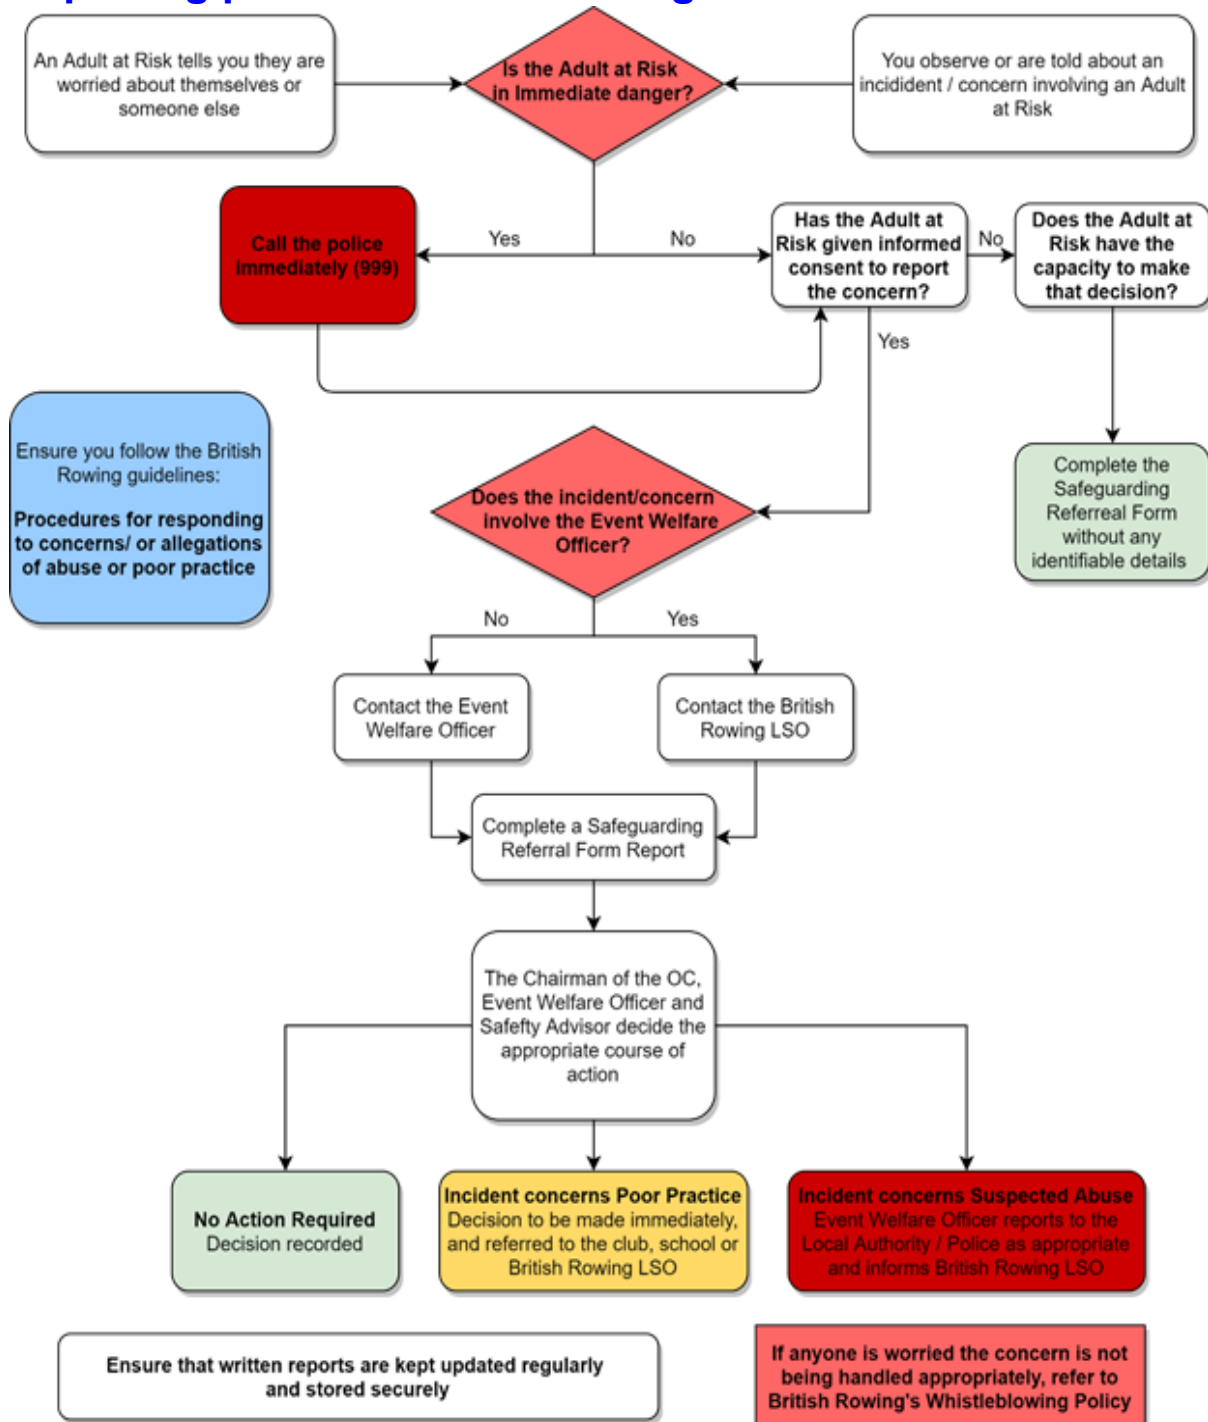 An Adult at Risk tells you they are
worried about themselves or
someone else
Is the Adult at Risk
in Immediate danger?
You observe or are told about an
incidident / concern involving an Adult
at Risk
Call the police
immediately (999)
Yes
No
Has the Adult at
Risk given informed
consent to report
the concern?
No
Does the Adult at
Risk have the
capacity to make
that decision?
Yes
Ensure you follow the British
Rowing guidelines:
Procedures for responding
to concerns/ or allegations
of abuse or poor practice
Does the incident/concern
involve the Event Welfare
Officer?
Complete the
Safeguarding
Referreal Form
without any
identifiable details
No
Yes
Contact the Event
Welfare Officer
Contact the British
Rowing LSO
Complete a Safeguarding
Referral Form Report
The Chairman of the OC,
Event Welfare Officer and
Safefty Advisor decide the
appropriate course of
action
No Action Required
Decision recorded
Incident concerns Poor Practice
Decision to be made immediately,
and referred to the club, school or
British Rowing LSO
Incident concerns Suspected Abuse
Event Welfare Officer reports to the
Local Authority / Police as appropriate
and informs British Rowing LSO
Ensure that written reports are kept updated regularly
and stored securely
If anyone is worried the concern is not
being handled appropriately, refer to
British Rowing's Whistleblowing Policy